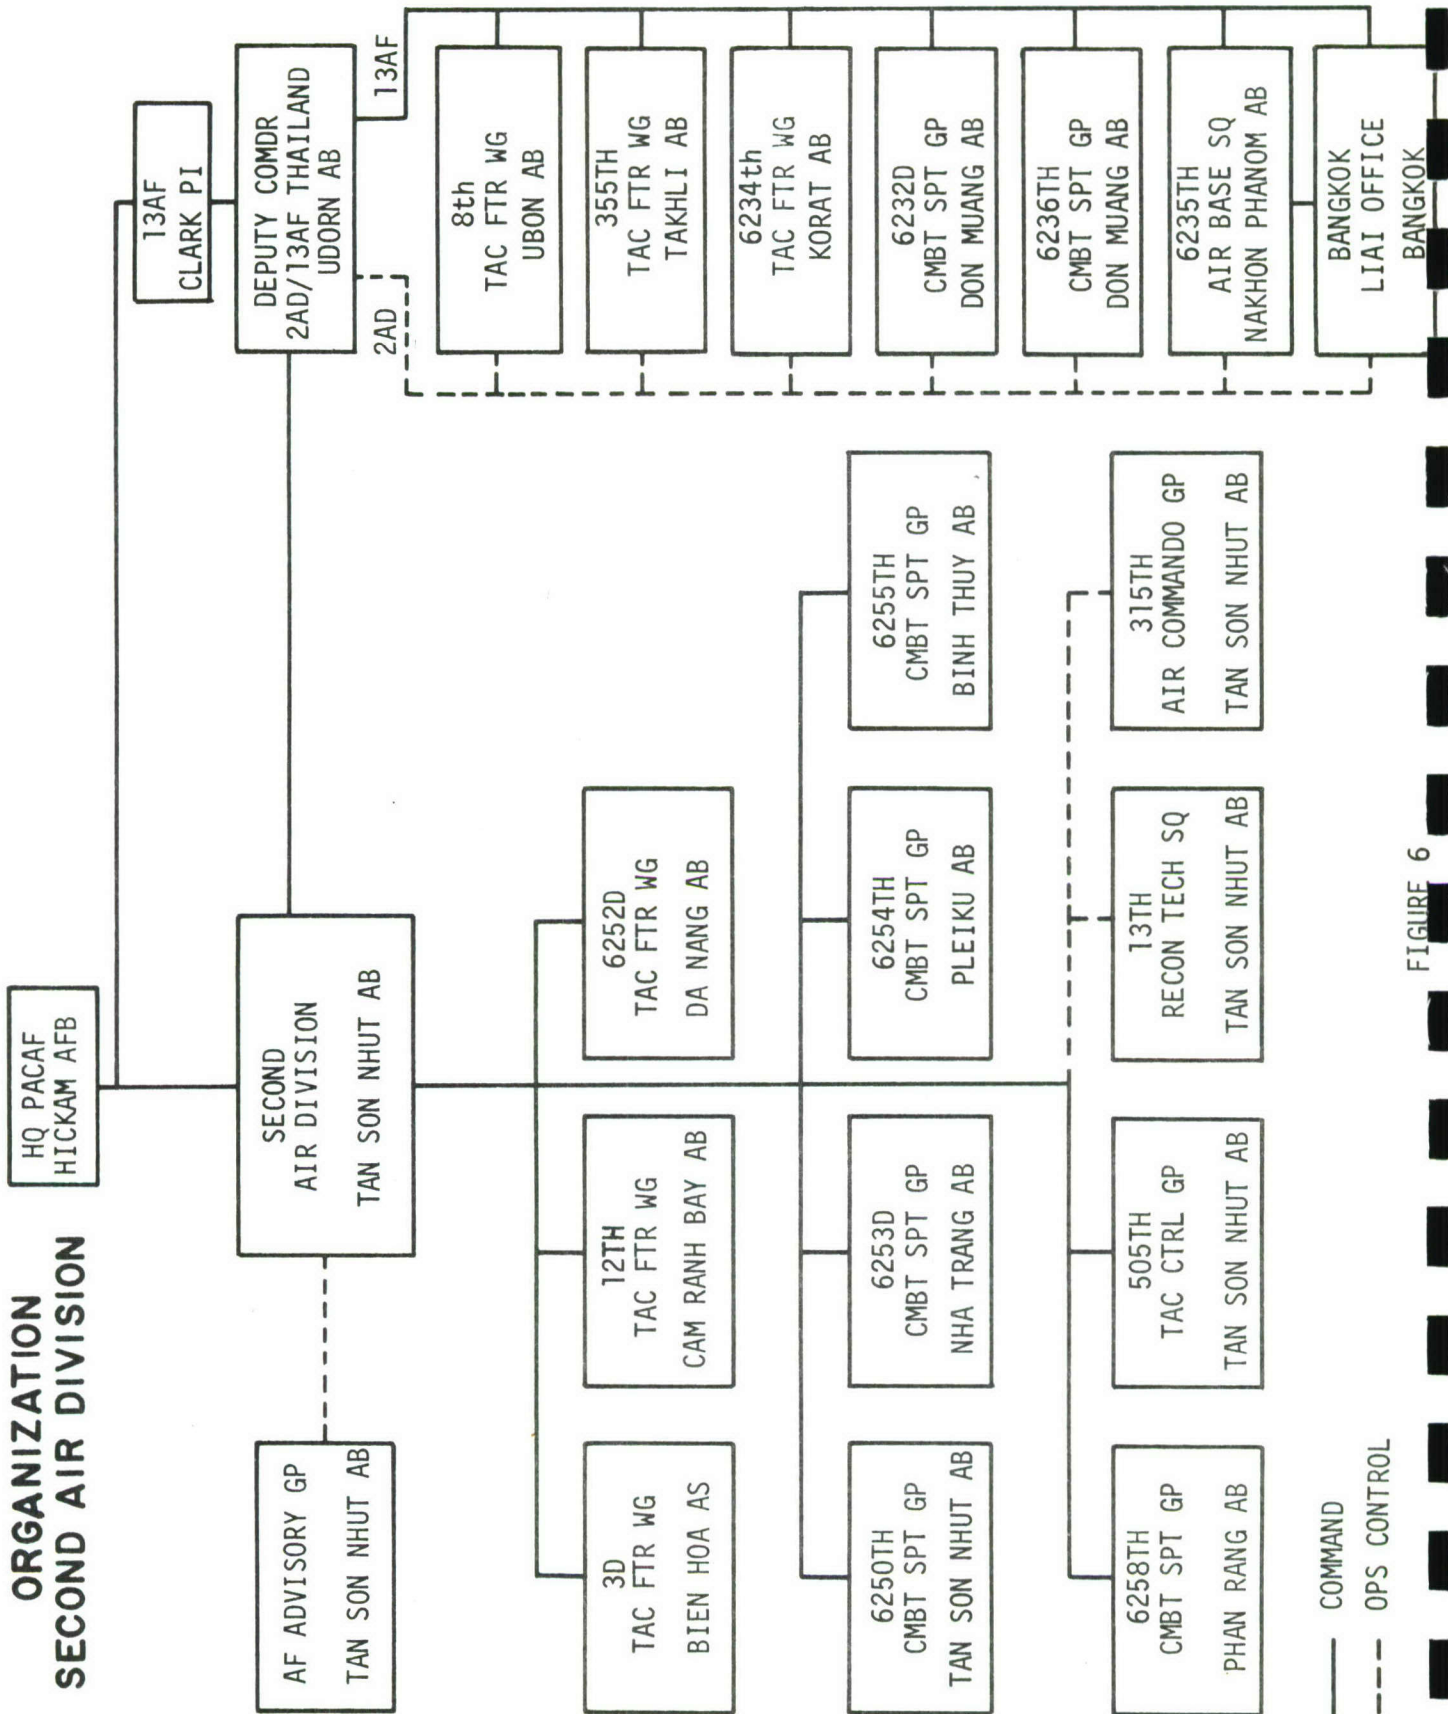 ORGANIZATION
SECOND AIR DIVISION
HQ PACAF
HICKAM AFB
13AF
CLARK PI
AF ADVISORY GP
TAN SON NHUT AB
SECOND
AIR DIVISION
TAN SON NHUT AB
DEPUTY COMDR
2AD/13AF THAILAND
UDORN AB
2AD
13AF
3D
TAC FTR WG
BIEN HOA AS
12TH
TAC FTR WG
CAM RANH BAY AB
6252D
TAC FTR WG
DA NANG AB
6250TH
CMBT SPT GP
TAN SON NHUT AB
6253D
CMBT SPT GP
NHA TRANG AB
6254TH
CMBT SPT GP
PLEIKU AB
6255TH
CMBT SPT GP
BINH THUY AB
6258TH
CMBT SPT GP
PHAN RANG AB
505TH
TAC CTRL GP
TAN SON NHUT AB
13TH
RECON TECH SQ
TAN SON NHUT AB
315TH
AIR COMMANDO GP
TAN SON NHUT AB
8th
TAC FTR WG
UBON AB
355TH
TAC FTR WG
TAKHLI AB
6234th
TAC FTR WG
KORAT AB
6232D
CMBT SPT GP
DON MUANG AB
6236TH
CMBT SPT GP
DON MUANG AB
6235TH
AIR BASE SQ
NAKHON PHANOM AB
BANGKOK
LIAI OFFICE
BANGKOK
COMMAND
OPS CONTROL
FIGURE 6